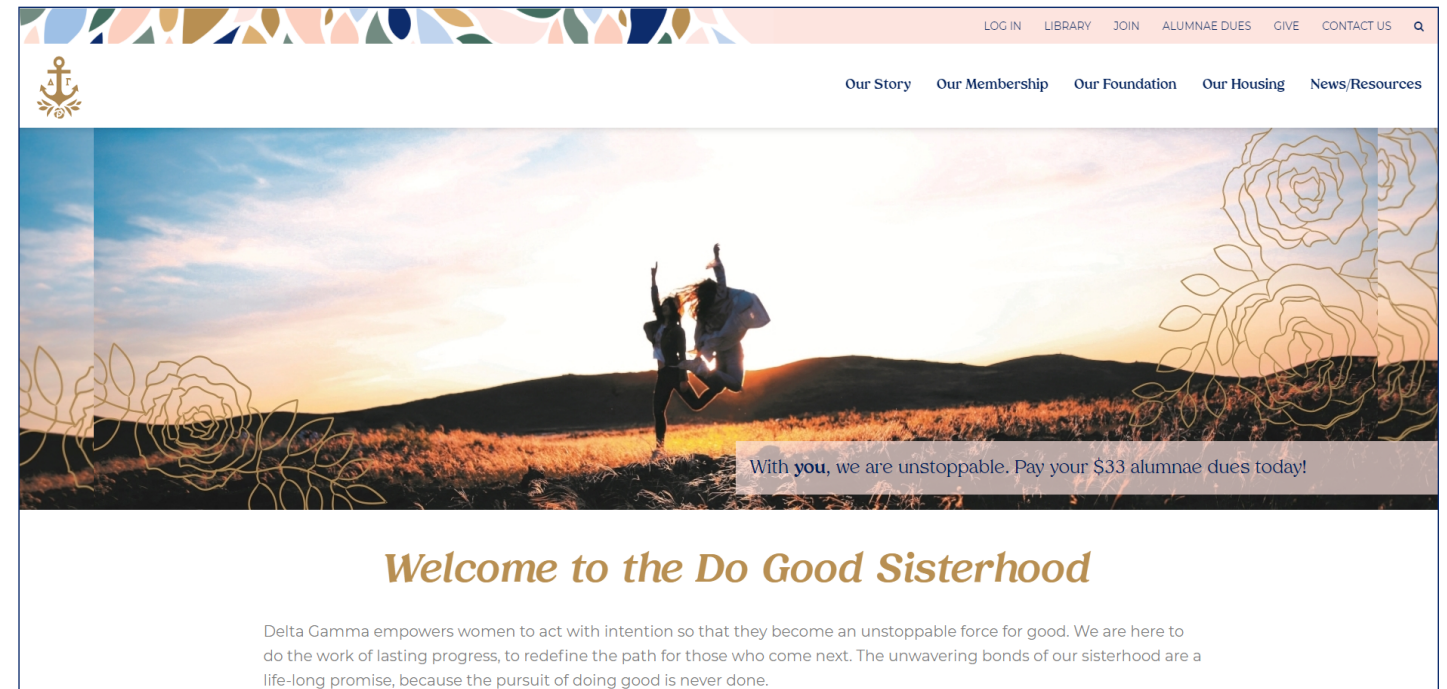 LOG IN LIBRARY JOIN ALUMNAE DUES GIVE CONTACT US
Δ Γ
Our Story Our Membership Our Foundation Our Housing News/Resources
With you, we are unstoppable. Pay your $33 alumnae dues today!
Welcome to the Do Good Sisterhood
Delta Gamma empowers women to act with intention so that they become an unstoppable force for good. We are here to
do the work of lasting progress, to redefine the path for those who come next. The unwavering bonds of our sisterhood are a
life-long promise, because the pursuit of doing good is never done.